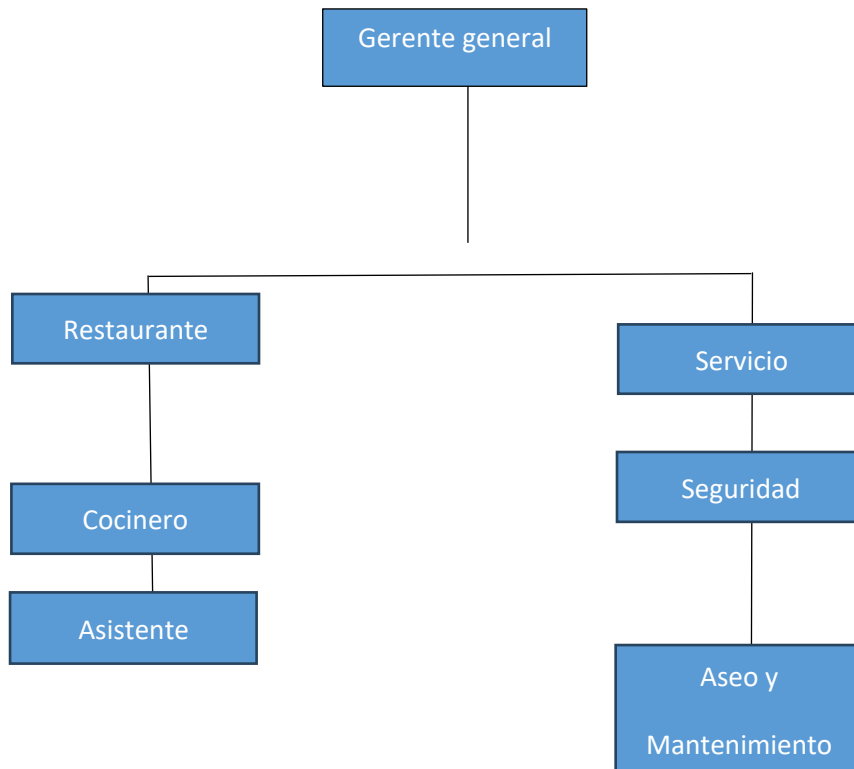 Gerente general
Restaurante
Servicio
Cocinero
Seguridad
Asistente
Aseo y
Mantenimiento